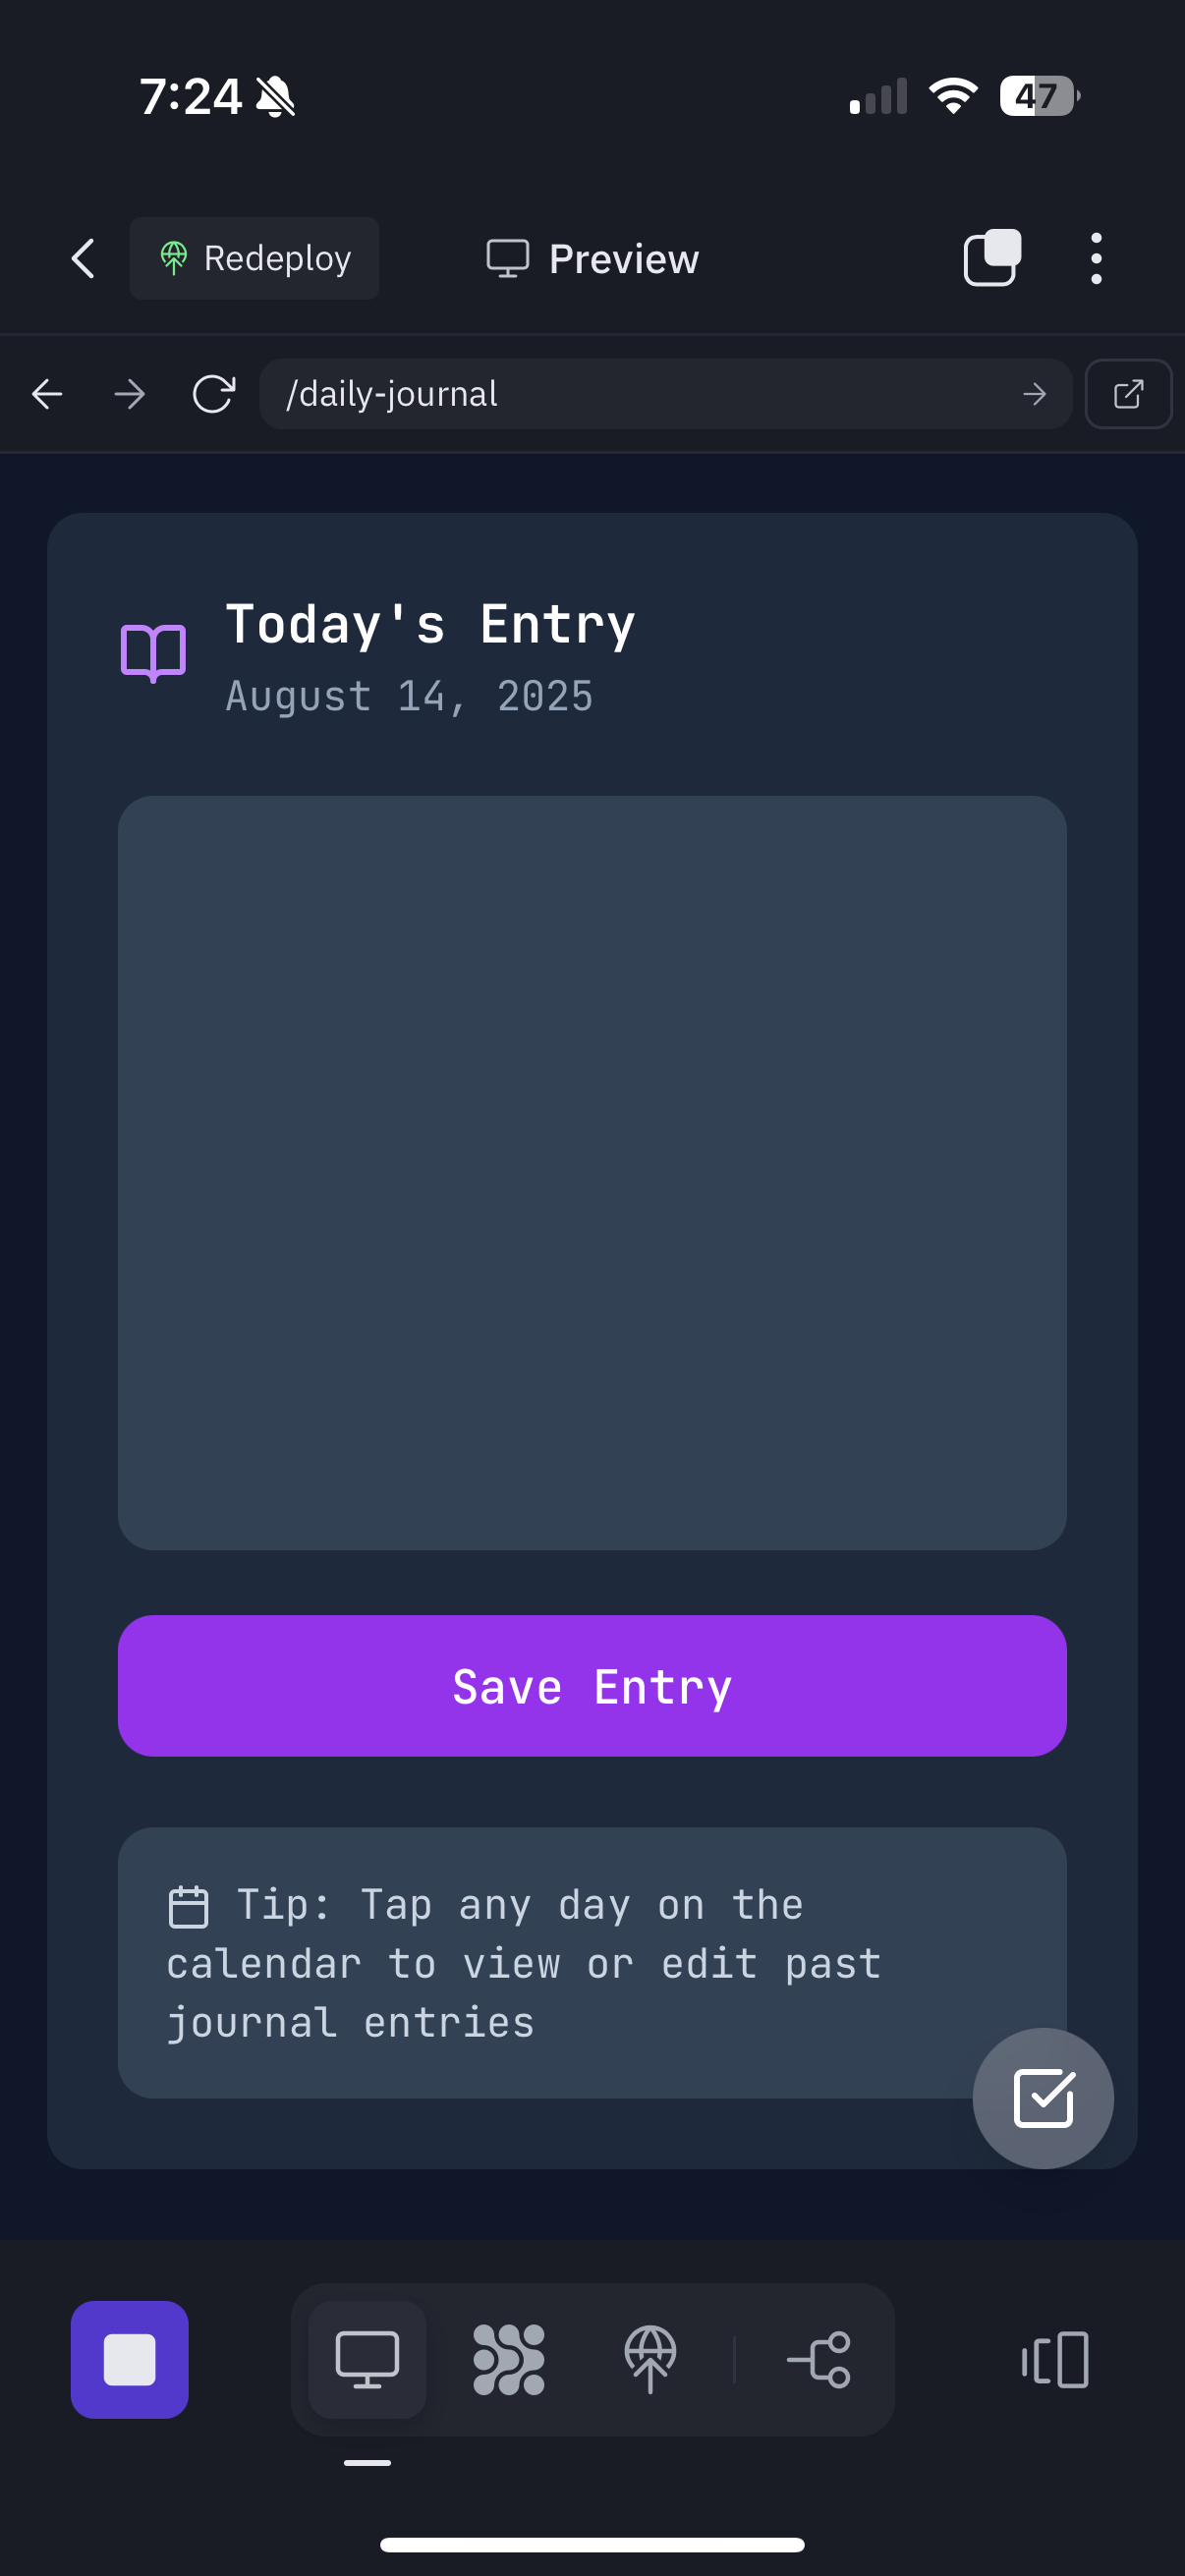 7:24
47
Redeploy
Preview
/daily-journal
Today's Entry
August 14, 2025
Save Entry
Tip: Tap any day on the
calendar to view or edit past
journal entries